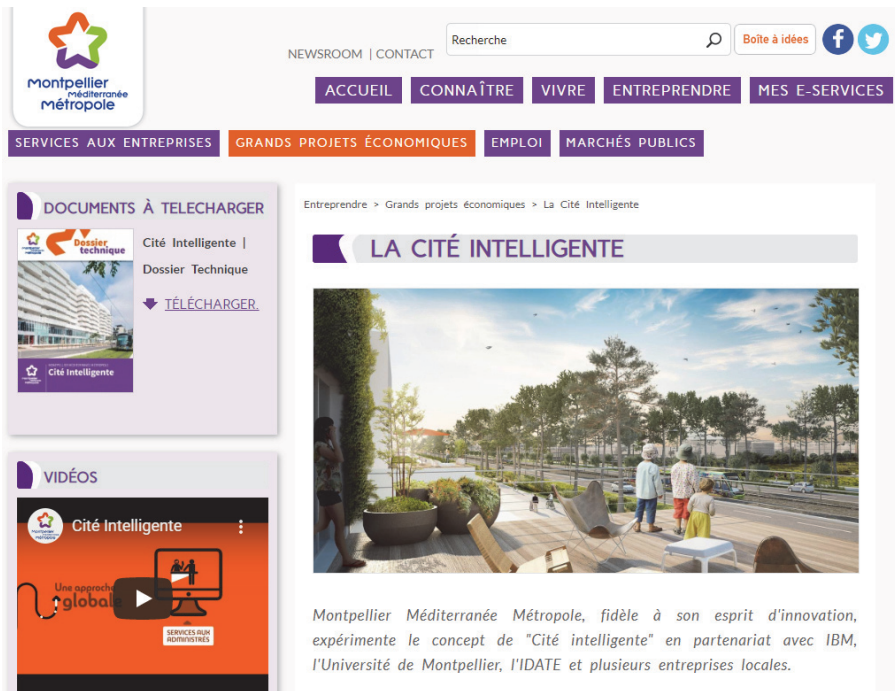 montpellier
méditerranée
métropole
NEWSROOM | CONTACT
Recherche
Boîte à idées
ACCUEIL
CONNAÎTRE
VIVRE
ENTREPRENDRE
MES E-SERVICES
SERVICES AUX ENTREPRISES
GRANDS PROJETS ÉCONOMIQUES
EMPLOI
MARCHÉS PUBLICS
DOCUMENTS À TELECHARGER
Dossier
technique
Cité Intelligente
Cité Intelligente |
Dossier Technique
TÉLÉCHARGER.
VIDÉOS
Cité Intelligente
Une approche
globale
SERVICES AUX
ADMINISTRÉS
Entreprendre > Grands projets économiques > La Cité Intelligente
LA CITÉ INTELLIGENTE
Montpellier Méditerranée Métropole, fidèle à son esprit d'innovation,
expérimente le concept de "Cité intelligente" en partenariat avec IBM,
l'Université de Montpellier, l'IDATE et plusieurs entreprises locales.